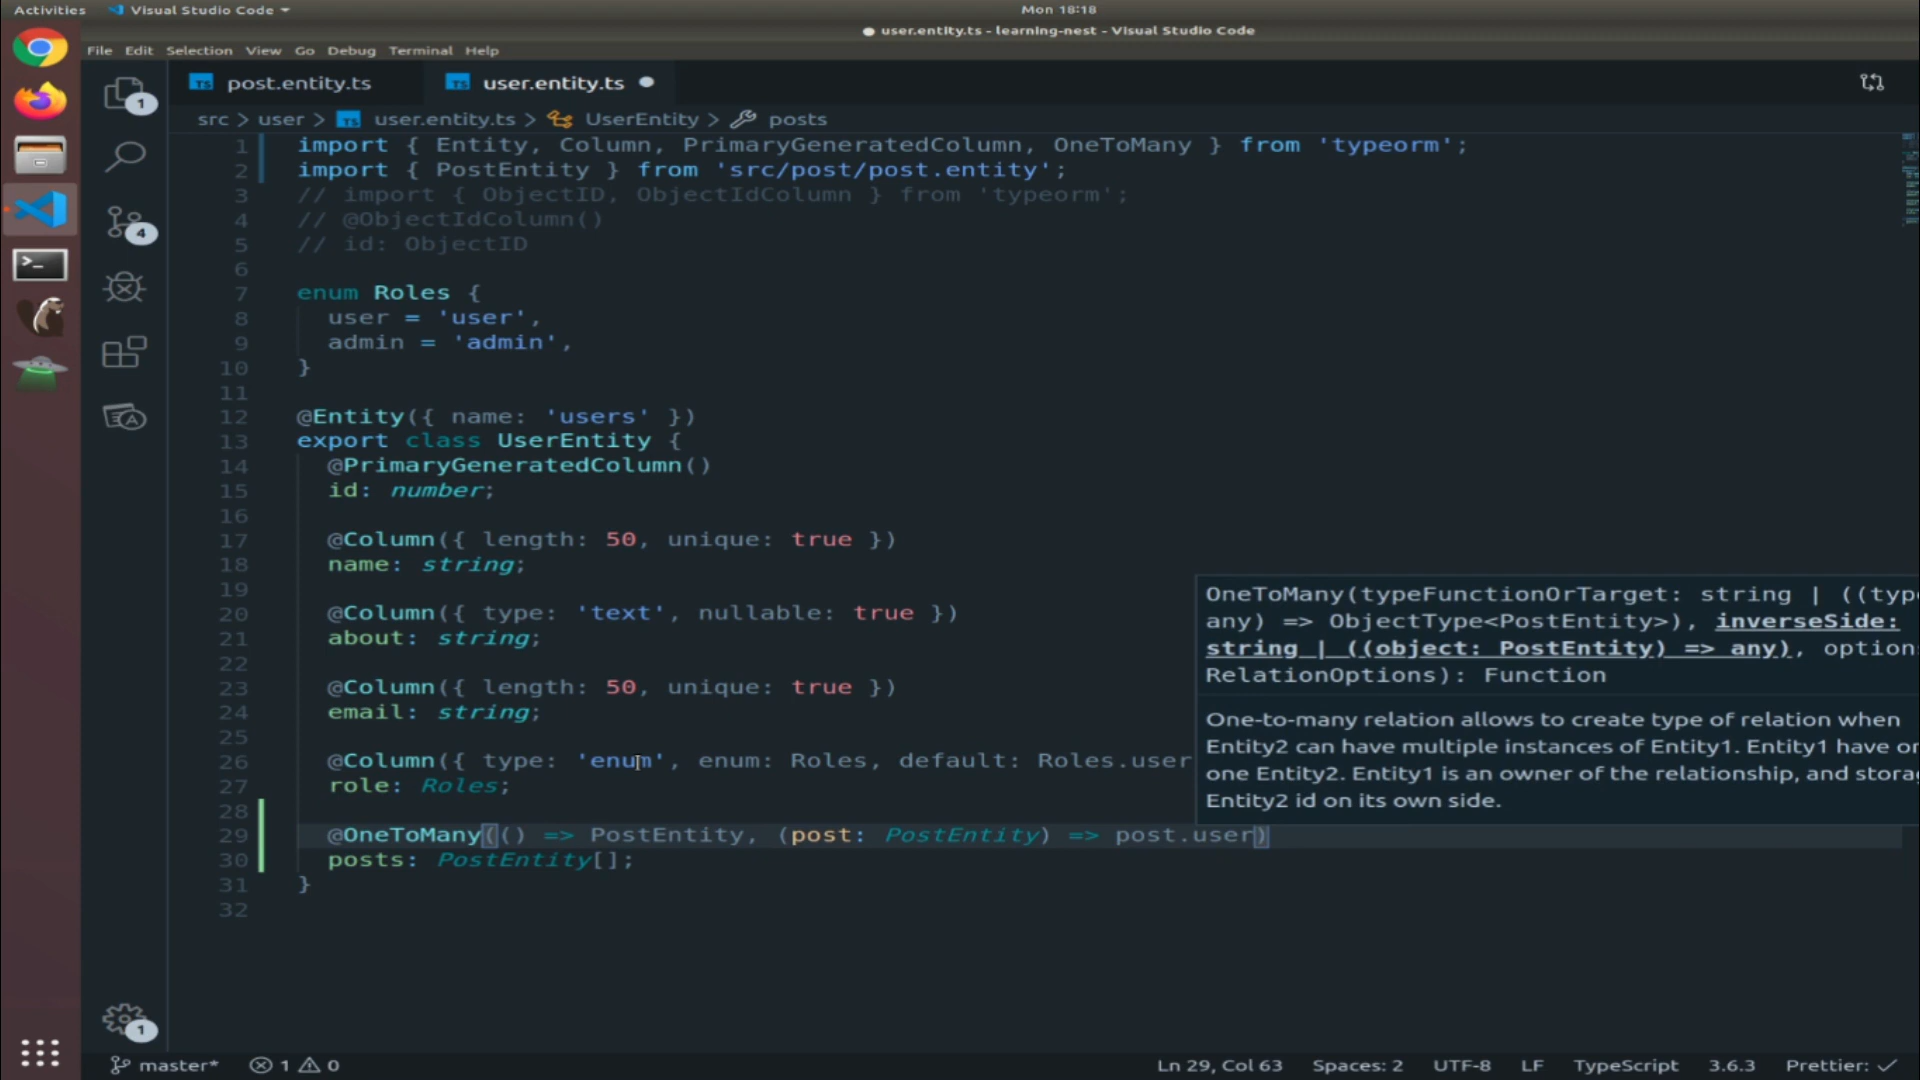 Activities
Visual Studio Code
Mon 18:18
user.entity.ts - learning-nest - Visual Studio Code
File Edit Selection View Go Debug Terminal Help
TS post.entity.ts
TS user.entity.ts
src > user > TS user.entity.ts > UserEntity > posts
1 import { Entity, Column, PrimaryGeneratedColumn, OneToMany } from 'typeorm';
2 import { PostEntity } from 'src/post/post.entity';
3 // import { ObjectID, ObjectIdColumn } from 'typeorm';
4 // @ObjectIdColumn()
5 // id: ObjectID
6
7 enum Roles {
8 user = 'user',
9 admin = 'admin',
10 }
11
12 @Entity({ name: 'users' })
13 export class UserEntity {
14 @PrimaryGeneratedColumn()
15 id: number;
16
17 @Column({ length: 50, unique: true })
18 name: string;
19
20 @Column({ type: 'text', nullable: true })
21 about: string;
22
23 @Column({ length: 50, unique: true })
24 email: string;
25
26 @Column({ type: 'enum', enum: Roles, default: Roles.user
27 role: Roles;
28
29 @OneToMany(() => PostEntity, (post: PostEntity) => post.user)
30 posts: PostEntity[];
31 }
32
OneToMany(typeFunctionOrTarget: string | ((type
any) => ObjectType<PostEntity>), inverseSide:
string | ((object: PostEntity) => any), option
RelationOptions): Function
One-to-many relation allows to create type of relation when
Entity2 can have multiple instances of Entity1. Entity1 have
one Entity2. Entity1 is an owner of the relationship, and
Entity2 id on its own side.
1
4
1
master* 1 0
Ln 29, Col 63 Spaces: 2 UTF-8 LF TypeScript 3.6.3 Prettier: ✓